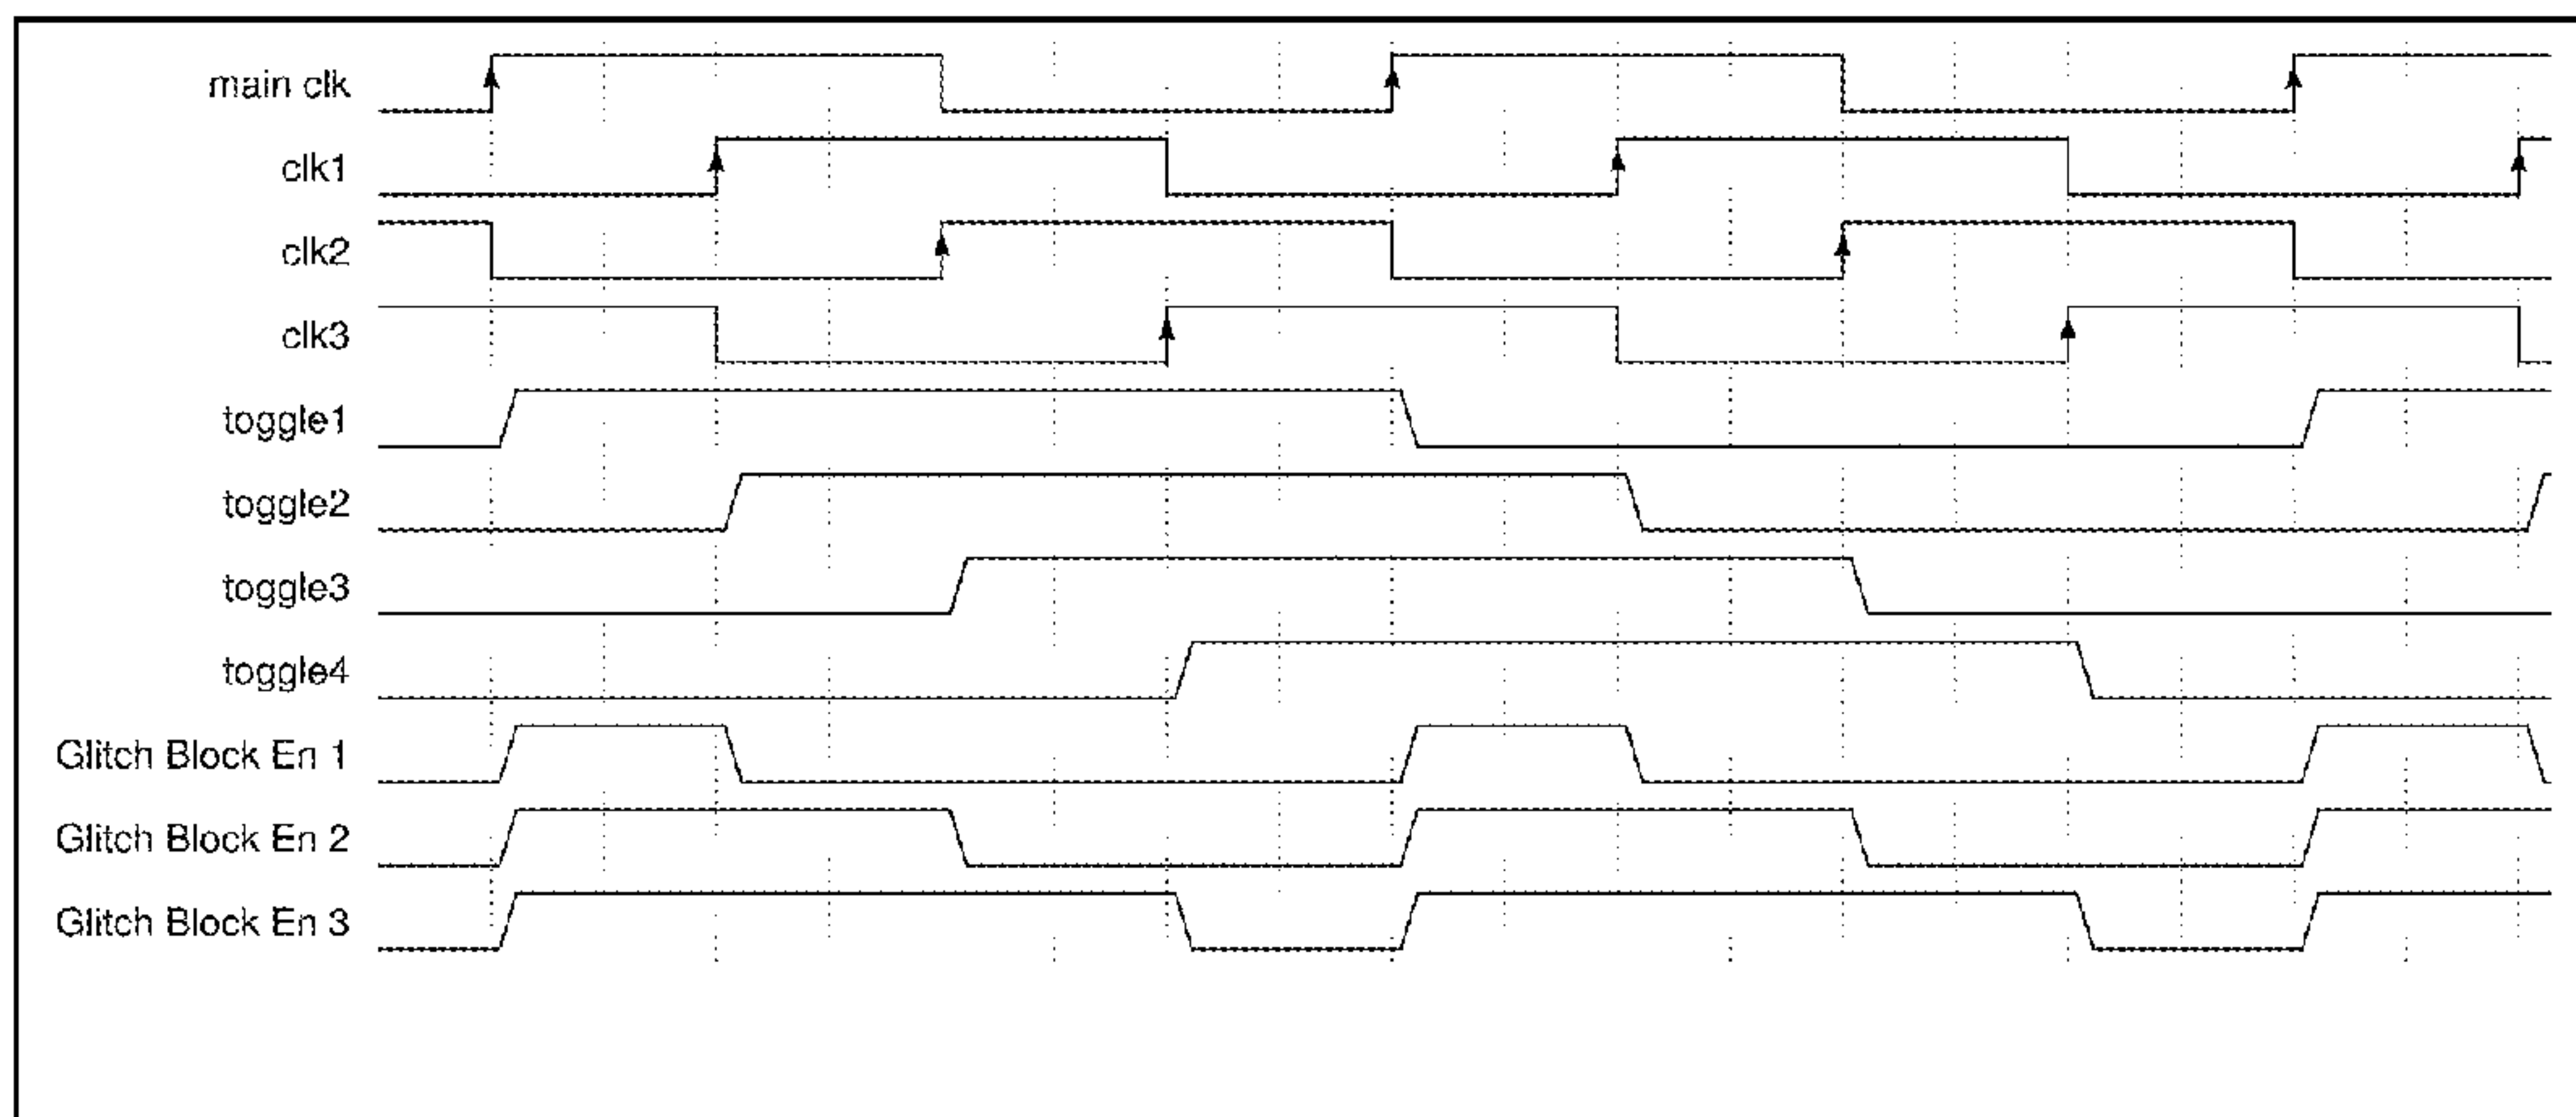 main clk
clk1
clk2
clk3
toggle1
toggle2
toggle3
toggle4
Glitch Block En 1
Glitch Block En 2
Glitch Block En 3